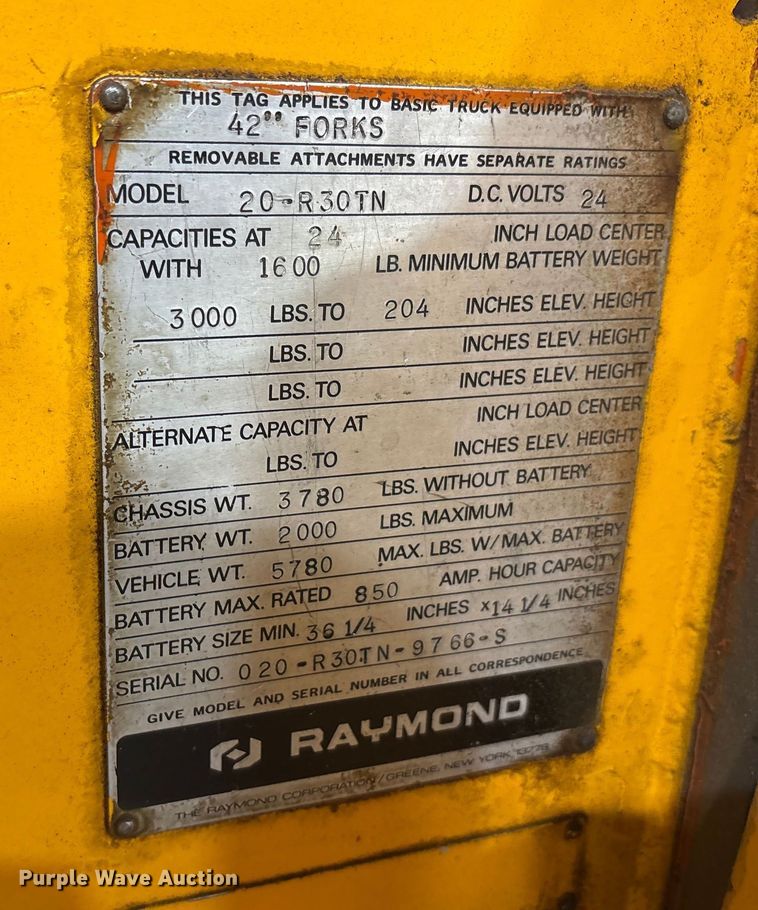 THIS TAG APPLIES TO BASIC TRUCK EQUIPPED WITH
42" FORKS
REMOVABLE ATTACHMENTS HAVE SEPARATE RATINGS
MODEL 20-R30TN D.C. VOLTS 24
CAPACITIES AT 24 INCH LOAD CENTER
WITH 1600 LB. MINIMUM BATTERY WEIGHT
3000 LBS. TO 204 INCHES ELEV. HEIGHT
LBS. TO INCHES ELEV. HEIGHT
LBS. TO INCHES ELEV. HEIGHT
ALTERNATE CAPACITY AT INCH LOAD CENTER
LBS. TO INCHES ELEV. HEIGHT
CHASSIS WT. 3780 LBS. WITHOUT BATTERY
BATTERY WT. 2000 LBS. MAXIMUM
VEHICLE WT. 5780 MAX. LBS. W/MAX. BATTERY
BATTERY MAX. RATED 850 AMP. HOUR CAPACITY
BATTERY SIZE MIN. 36 1/4 INCHES x 14 1/4 INCHES
SERIAL NO. 020-R30TN-9766-S
GIVE MODEL AND SERIAL NUMBER IN ALL CORRESPONDENCE
RAYMOND
THE RAYMOND CORPORATION/GREENE, NEW YORK, 13778
Purple Wave Auction